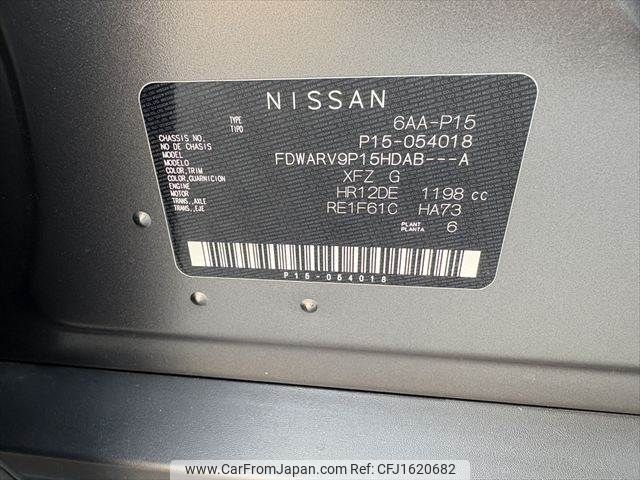 NISSAN
TYPE 6AA-P15
TIPO
CHASSIS NO. P15-054018
NO DE CHASIS
MODEL FDWARV9P15HDAB---A
MODELO
COLOR,TRIM XFZ G
COLOR,GUARNICION
ENGINE HR12DE 1198 cc
MOTOR
TRANS.,AXLE RE1F61C HA73
TRANS.,EJE
PLANT 6
PLANTA
P15-054018
www.carfromjapan.com CFJ1620682